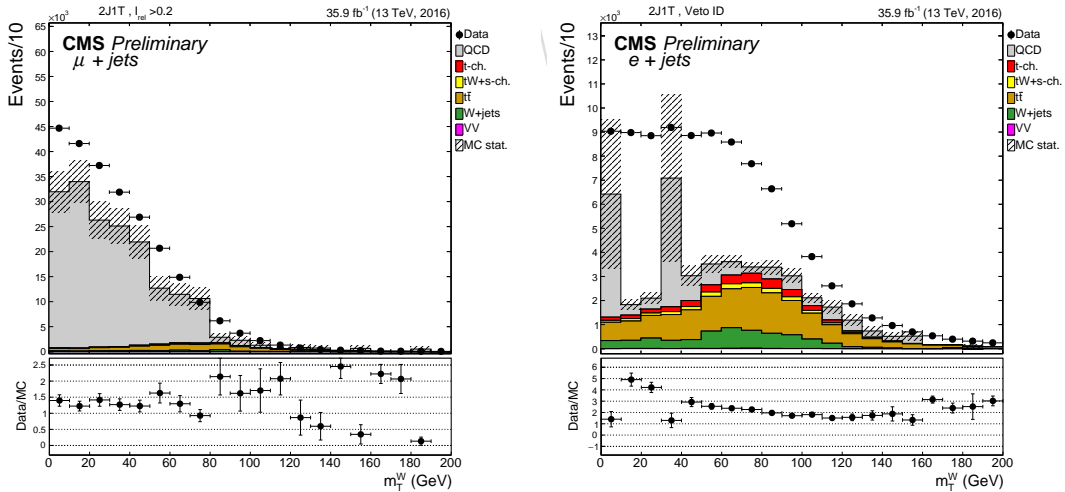 2J1T , I_rel >0.2 35.9 fb⁻¹ (13 TeV, 2016)
×10³
CMS Preliminary
μ + jets
Events/10
65
60
55
50
45
40
35
30
25
20
15
10
5
0
Data
QCD
t-ch.
tW+s-ch.
tt̄
W+jets
VV
MC stat.
Data/MC
2.5
2
1.5
1
0.5
0
0 20 40 60 80 100 120 140 160 180 200
m_T^W (GeV)
2J1T , Veto ID 35.9 fb⁻¹ (13 TeV, 2016)
×10³
CMS Preliminary
e + jets
Events/10
13
12
11
10
9
8
7
6
5
4
3
2
1
0
Data
QCD
t-ch.
tW+s-ch.
tt̄
W+jets
VV
MC stat.
Data/MC
6
5
4
3
2
1
0
−1
0 20 40 60 80 100 120 140 160 180 200
m_T^W (GeV)